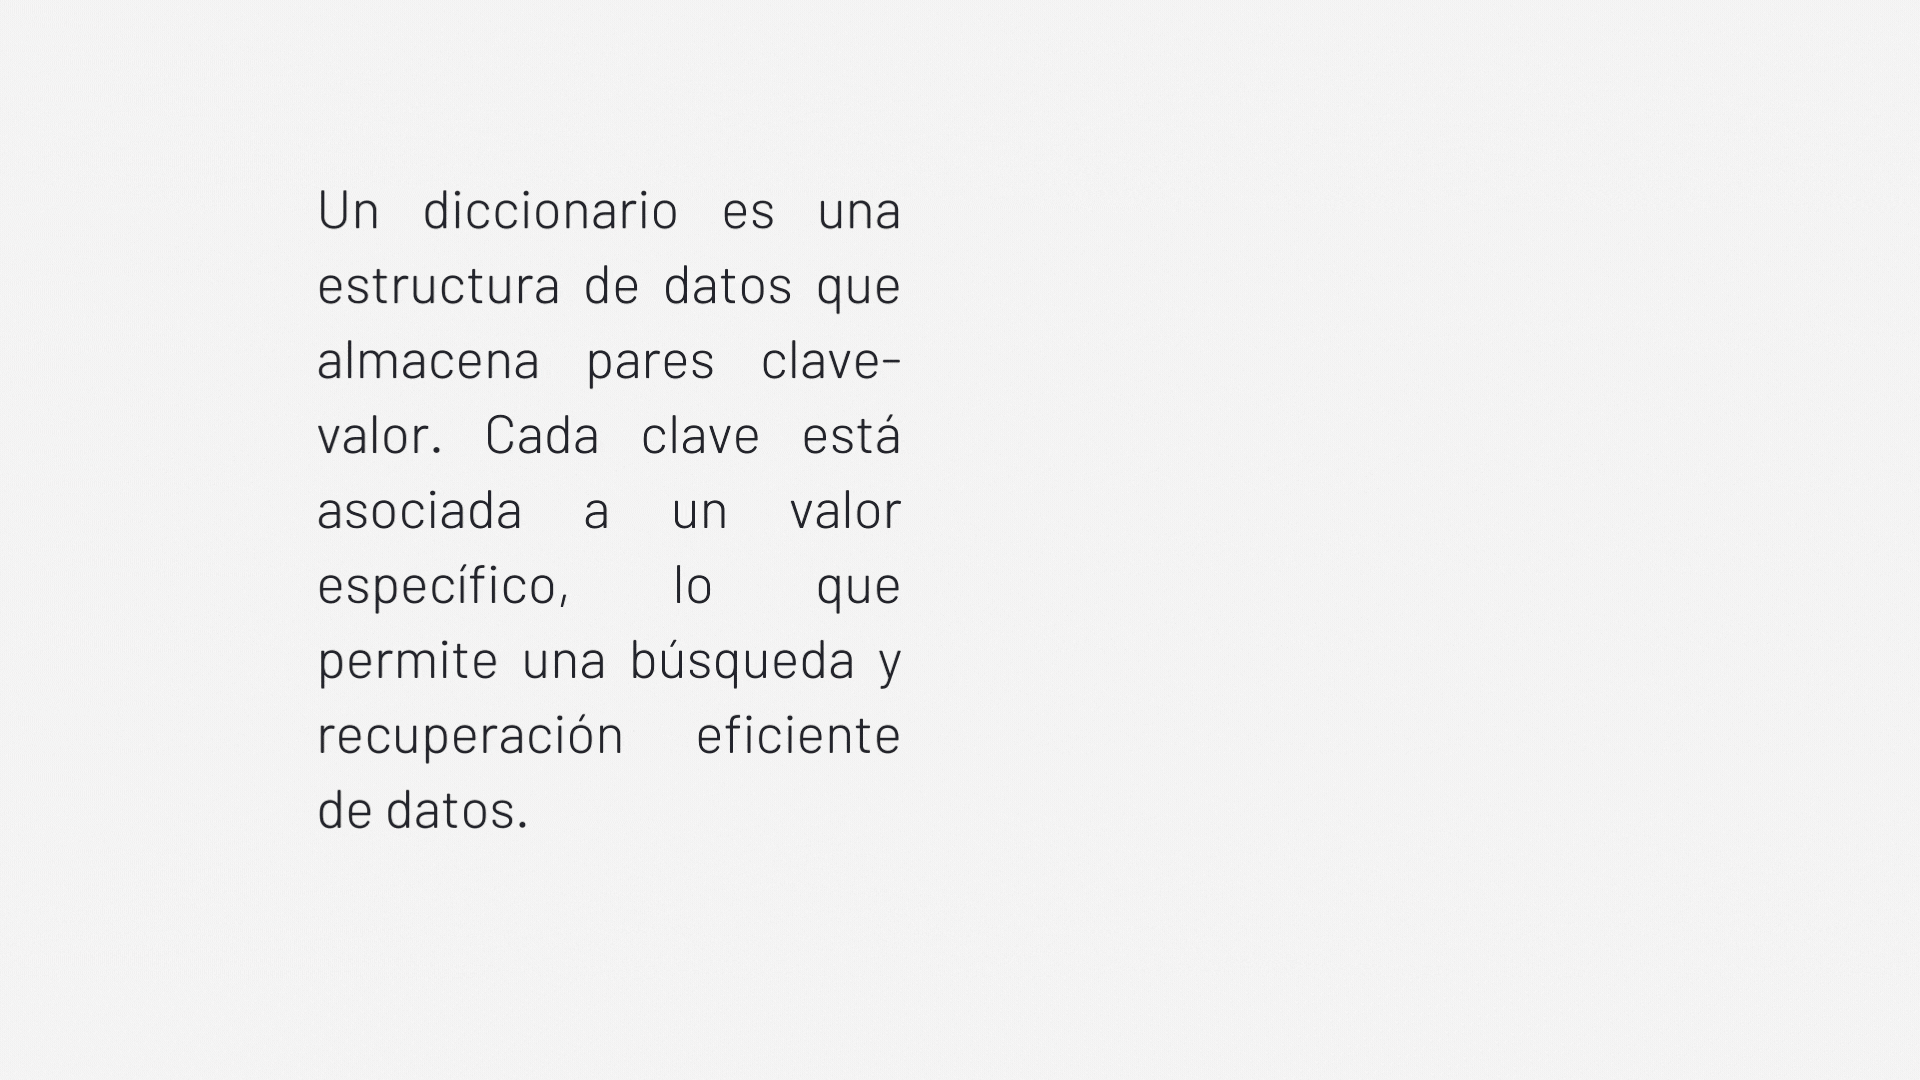 Un diccionario es una
estructura de datos que
almacena pares clave-
valor. Cada clave está
asociada a un valor
específico, lo que
permite una búsqueda y
recuperación eficiente
de datos.